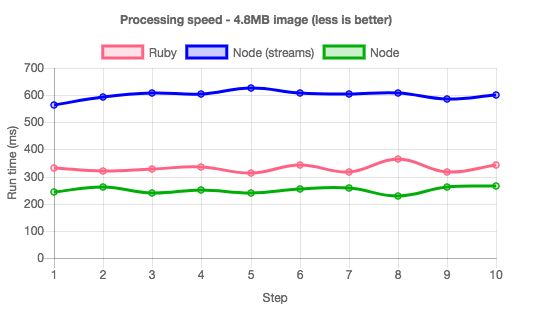 Processing speed - 4.8MB image (less is better)
Ruby Node (streams) Node
700
600
500
400
300
200
100
0
Run time (ms)
1 2 3 4 5 6 7 8 9 10
Step